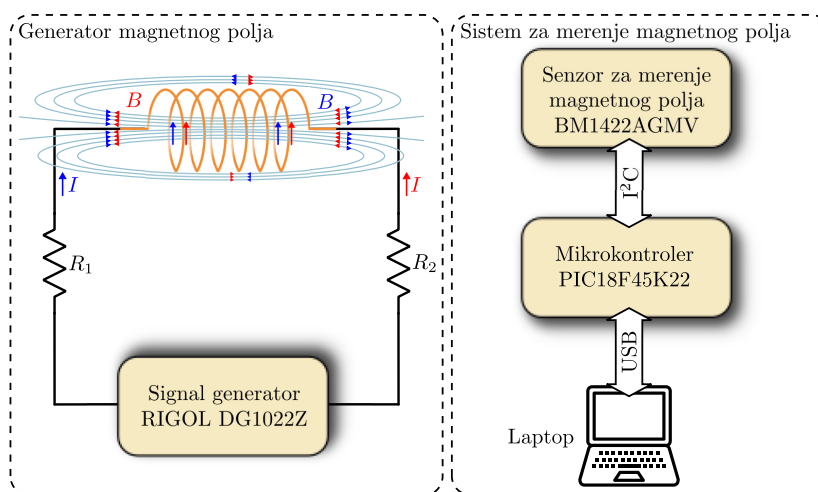 Generator magnetnog polja
B
B
I
I
R₁
R₂
Signal generator
RIGOL DG1022Z
Sistem za merenje magnetnog polja
Senzor za merenje
magnetnog polja
BM1422AGMV
I²C
Mikrokontroler
PIC18F45K22
USB
Laptop